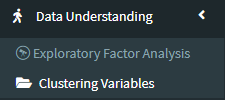 Data Understanding
Exploratory Factor Analysis
Clustering Variables